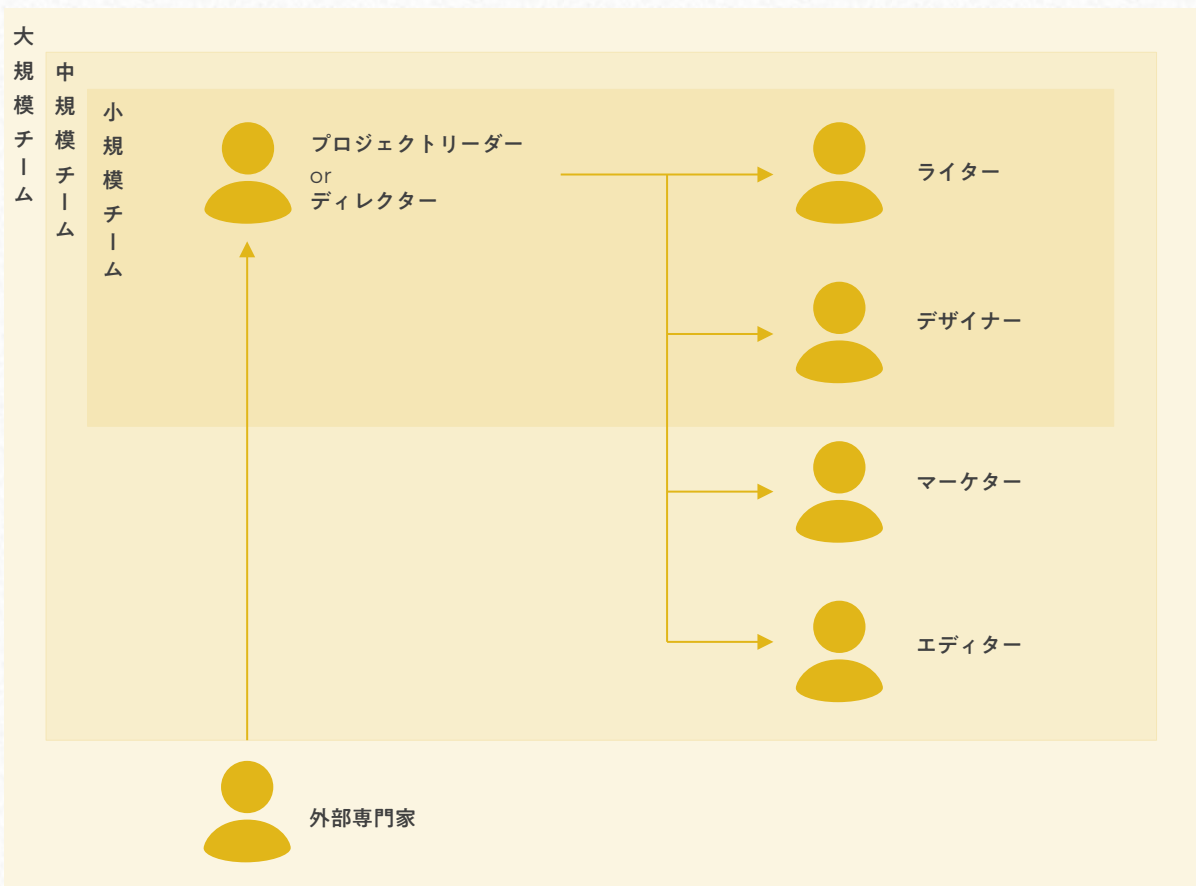 大規模チーム
中規模チーム
小規模チーム
プロジェクトリーダー
or
ディレクター
ライター
デザイナー
マーケター
エディター
外部専門家